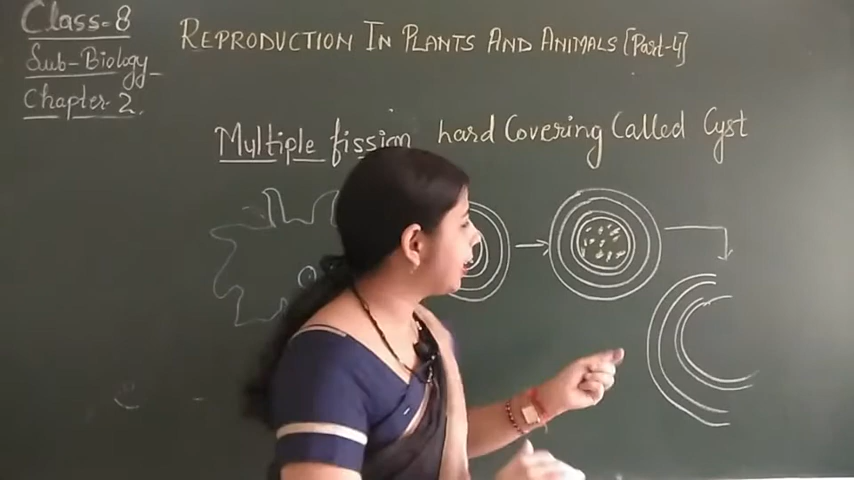 Class-8
Sub-Biology
Chapter-2.
REPRODUCTION IN PLANTS AND ANIMALS [Part-4]
Multiple fission hard Covering Called Cyst